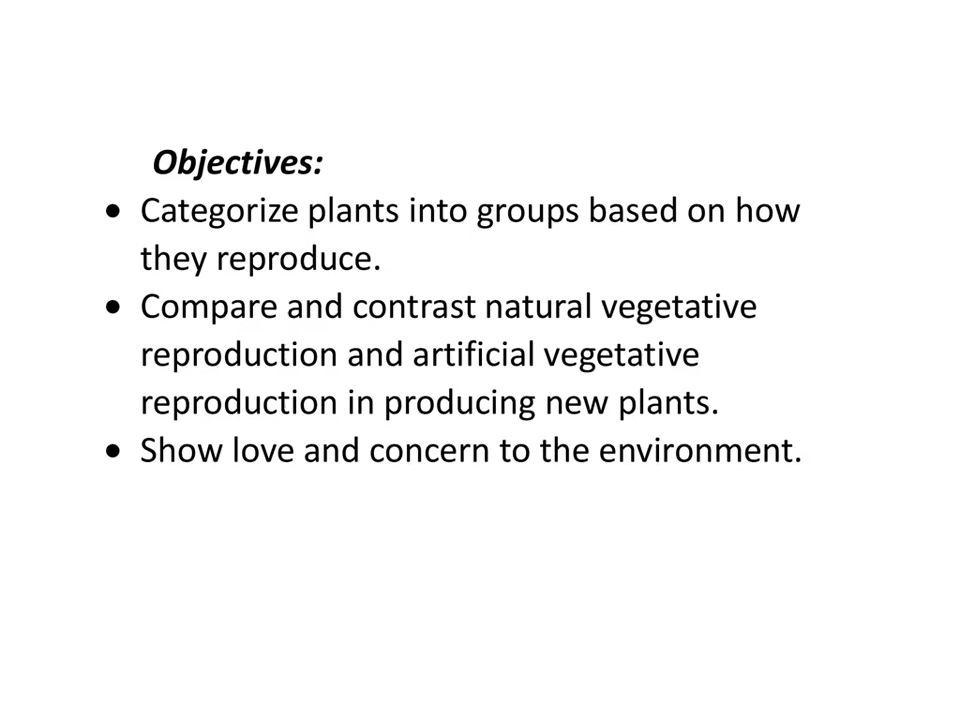 Objectives:
• Categorize plants into groups based on how
they reproduce.
• Compare and contrast natural vegetative
reproduction and artificial vegetative
reproduction in producing new plants.
• Show love and concern to the environment.